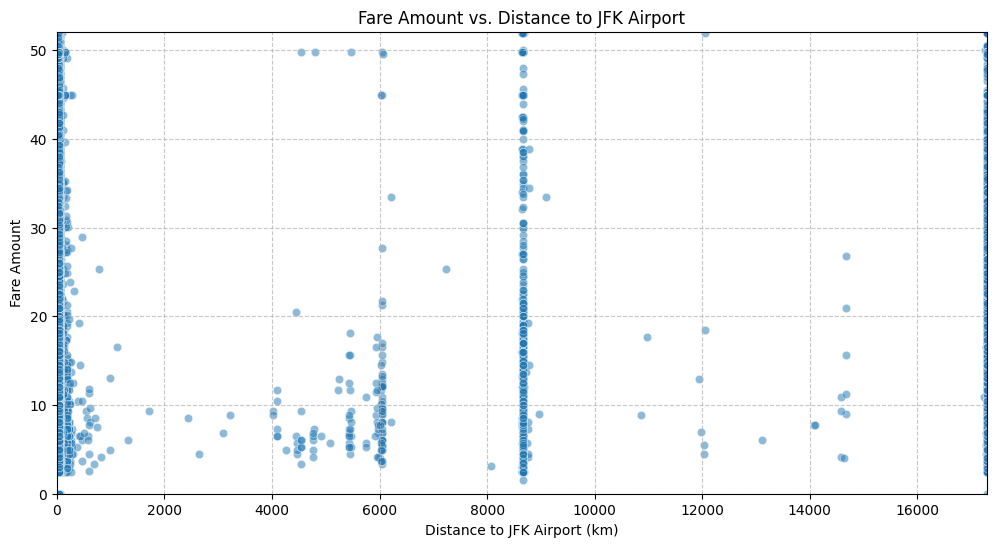 Fare Amount vs. Distance to JFK Airport
Fare Amount
50
40
30
20
10
0
0 2000 4000 6000 8000 10000 12000 14000 16000
Distance to JFK Airport (km)